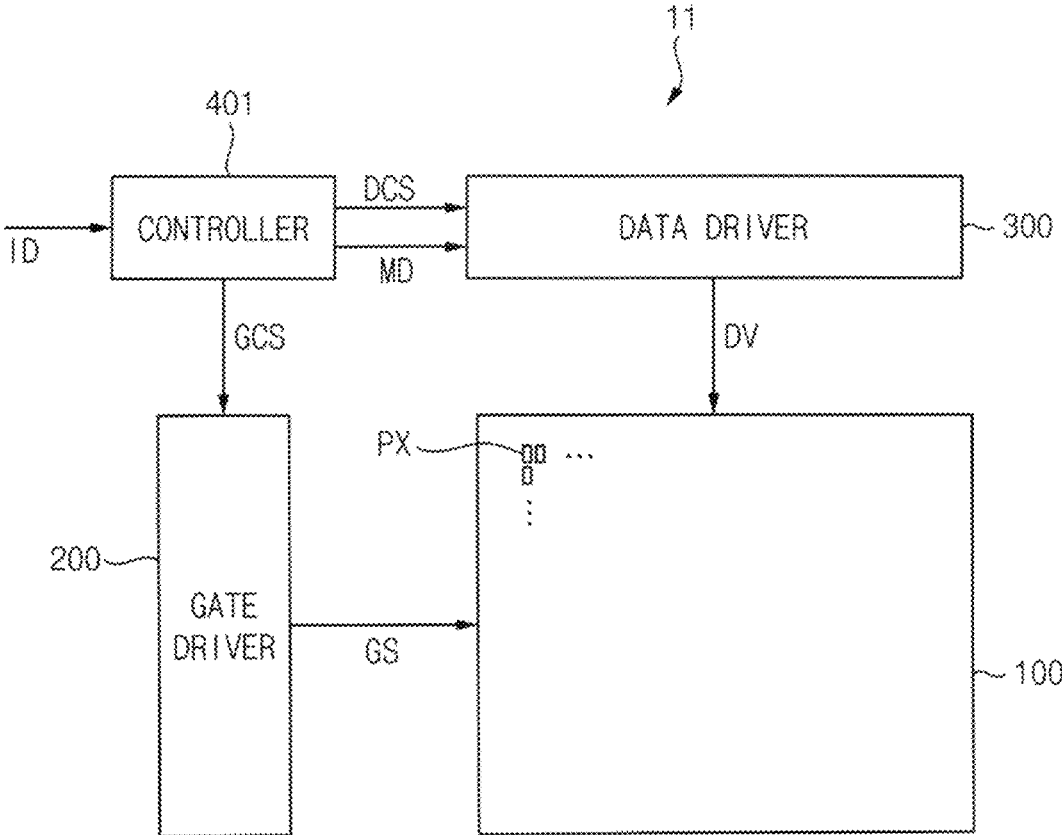 11
401
CONTROLLER
DCS
DATA DRIVER
300
ID
MD
GCS
DV
PX
...
200
GATE
DRIVER
GS
100